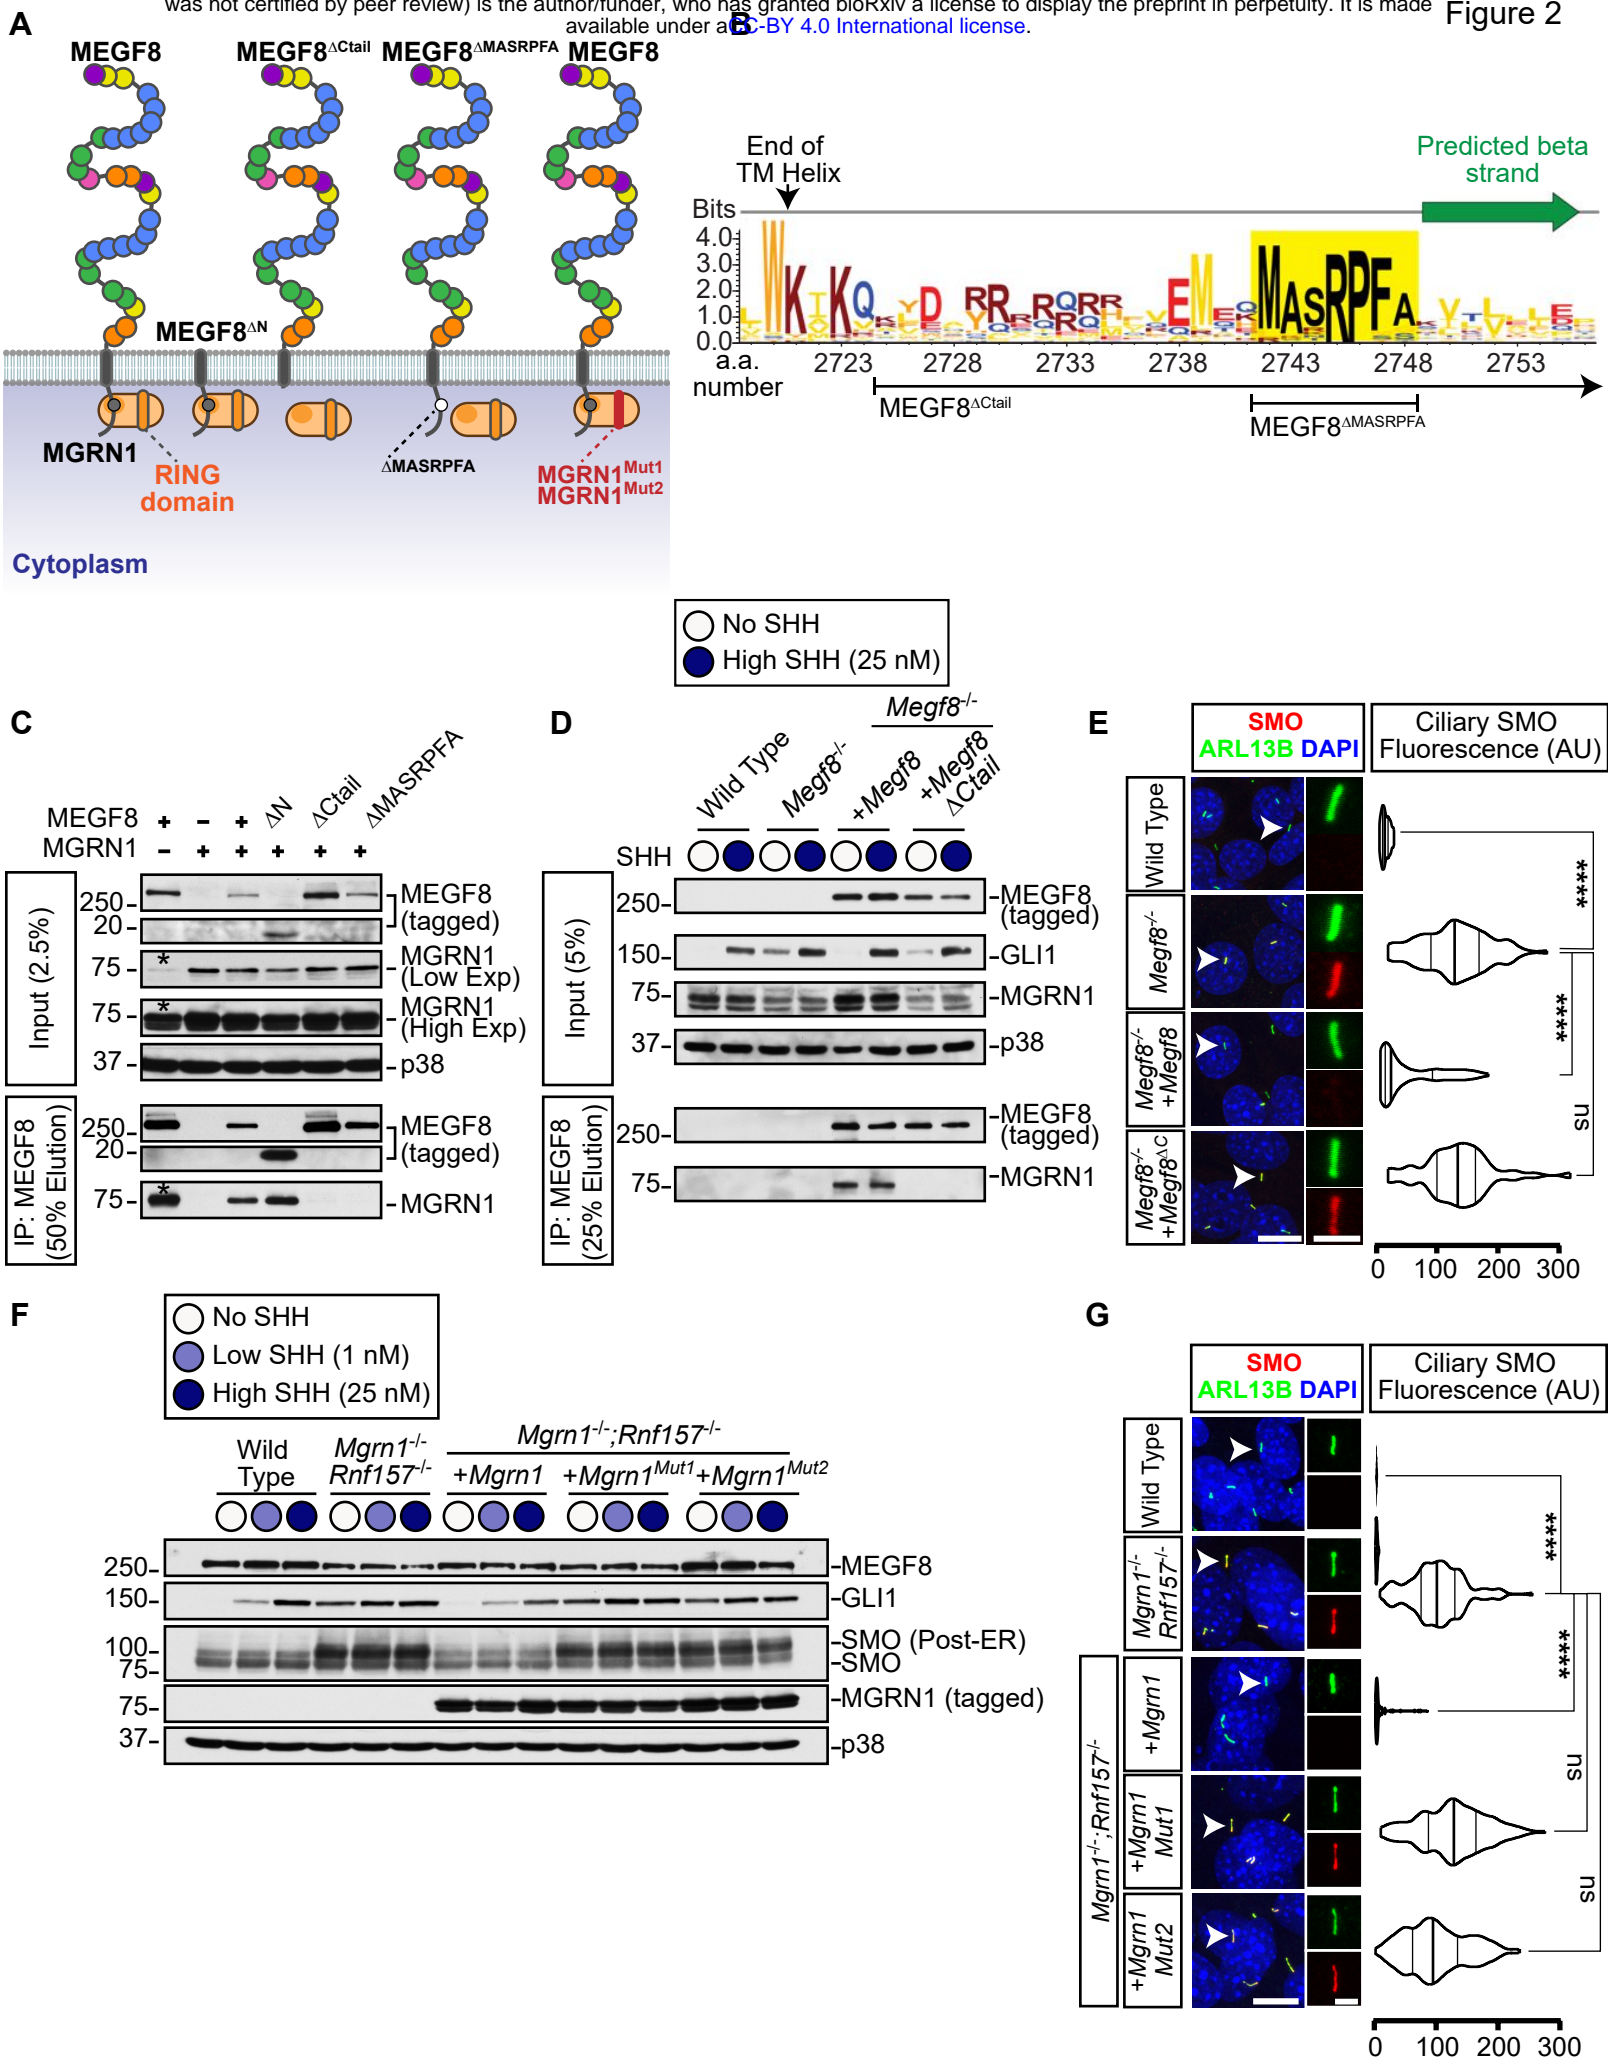 was not certified by peer review) is the author/funder, who has granted bioRxiv a license to display the preprint in perpetuity. It is made
available under aCC-BY 4.0 International license.
Figure 2
A
MEGF8
MEGF8ΔCtail
MEGF8ΔMASRPFA
MEGF8
MEGF8ΔN
MGRN1
RING
domain
ΔMASRPFA
MGRN1Mut1
MGRN1Mut2
Cytoplasm
B
End of
TM Helix
Predicted beta
strand
Bits
4.0
3.0
2.0
1.0
0.0
WKIKQ
YD
RR
RQRR
EM
MASRPFA
a.a.
number
2723
2728
2733
2738
2743
2748
2753
MEGF8ΔCtail
MEGF8ΔMASRPFA
No SHH
High SHH (25 nM)
C
MEGF8 + – + ΔN ΔCtail ΔMASRPFA
MGRN1 – + + + + +
Input (2.5%)
250–
20–
MEGF8
(tagged)
75–
*
MGRN1
(Low Exp)
75–
*
MGRN1
(High Exp)
37–
–p38
IP: MEGF8
(50% Elution)
250–
20–
MEGF8
(tagged)
75–
*
–MGRN1
D
Megf8-/-
Wild Type
Megf8-/-
+Megf8
+Megf8
ΔCtail
SHH
Input (5%)
250–
–MEGF8
(tagged)
150–
–GLI1
75–
–MGRN1
37–
–p38
IP: MEGF8
(25% Elution)
250–
–MEGF8
(tagged)
75–
–MGRN1
E
SMO
ARL13B DAPI
Ciliary SMO
Fluorescence (AU)
Wild Type
Megf8-/-
Megf8-/-
+Megf8
Megf8-/-
+Megf8ΔC
****
****
ns
0 100 200 300
F
No SHH
Low SHH (1 nM)
High SHH (25 nM)
Wild
Type
Mgrn1-/-
Rnf157-/-
Mgrn1-/-;Rnf157-/-
+Mgrn1
+Mgrn1Mut1
+Mgrn1Mut2
250–
–MEGF8
150–
–GLI1
100–
75–
–SMO (Post-ER)
–SMO
75–
–MGRN1 (tagged)
37–
–p38
G
SMO
ARL13B DAPI
Ciliary SMO
Fluorescence (AU)
Wild Type
Mgrn1-/-
Rnf157-/-
Mgrn1-/-;Rnf157-/-
+Mgrn1
+Mgrn1
Mut1
+Mgrn1
Mut2
****
****
ns
ns
0 100 200 300